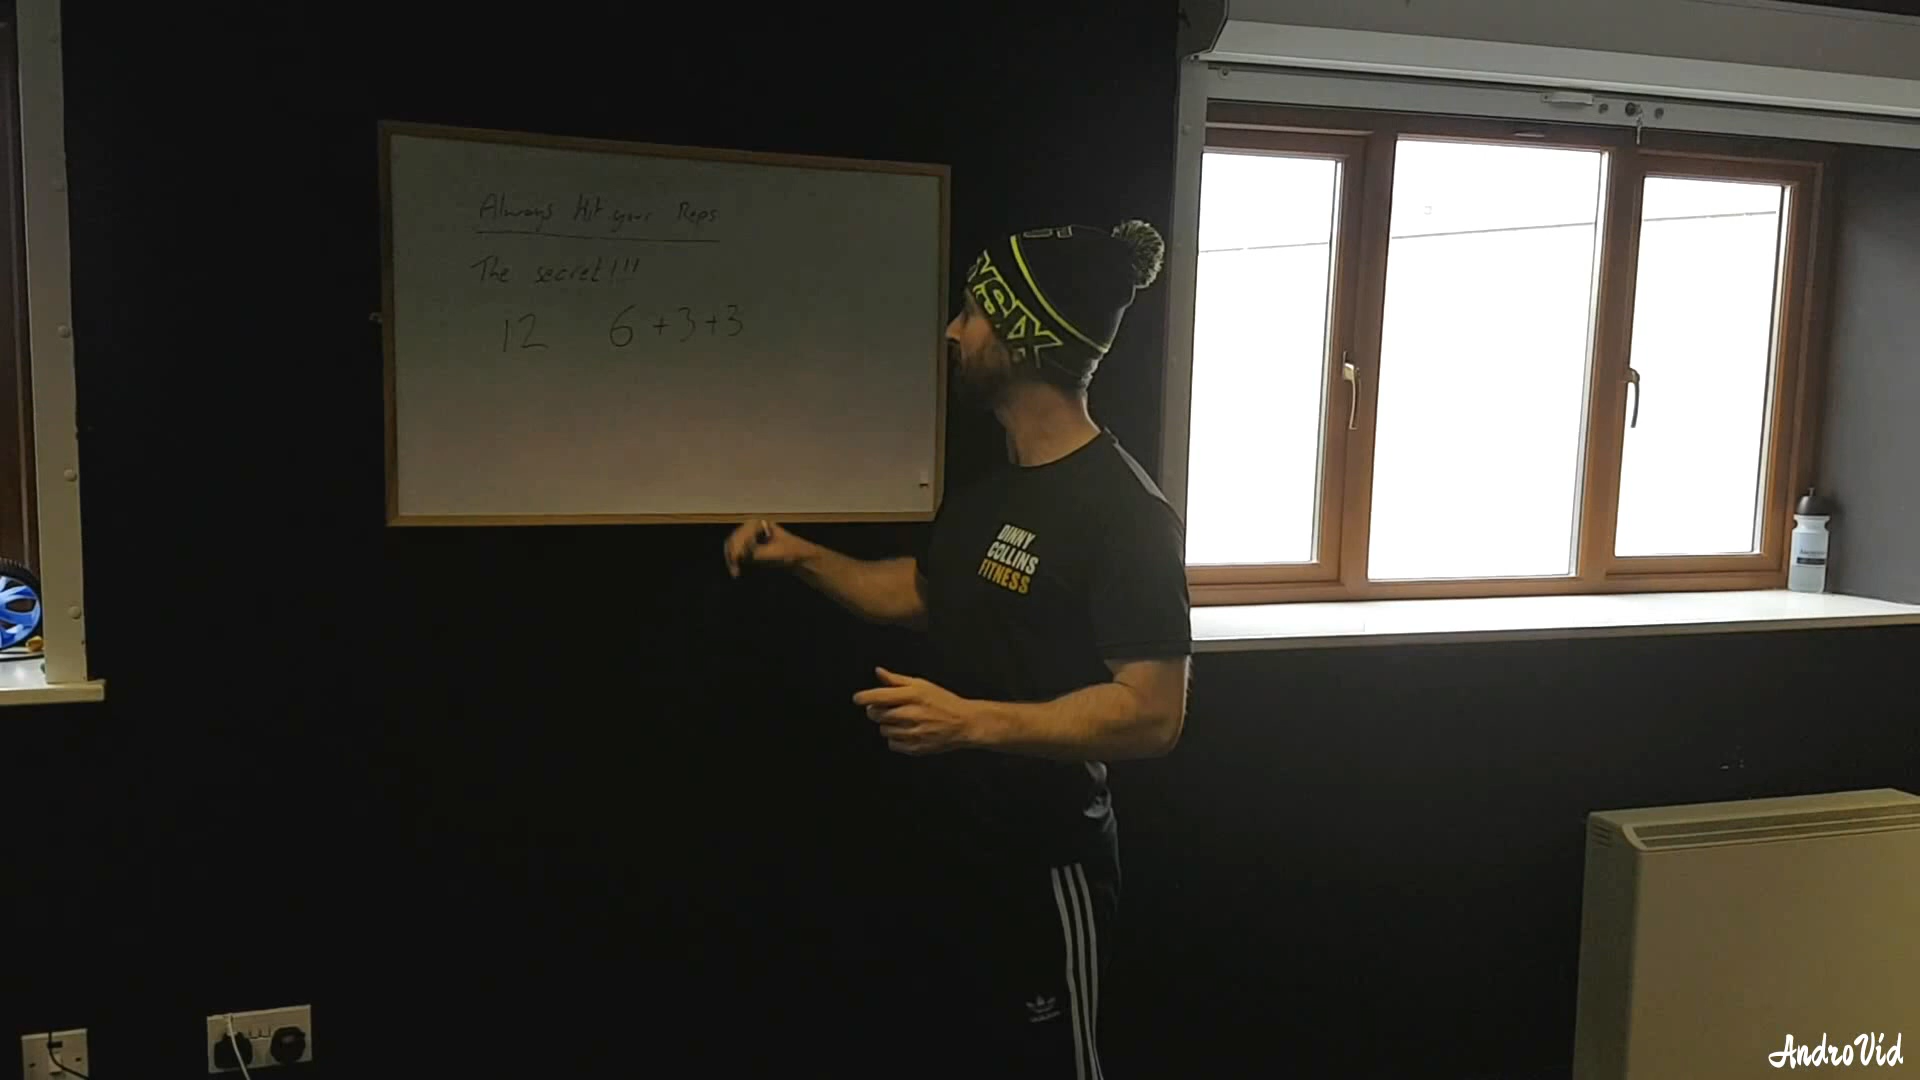 Always Hit your Reps
The secret!!!
12 6+3+3
DINNY
COLLINS
FITNESS
AndroVid